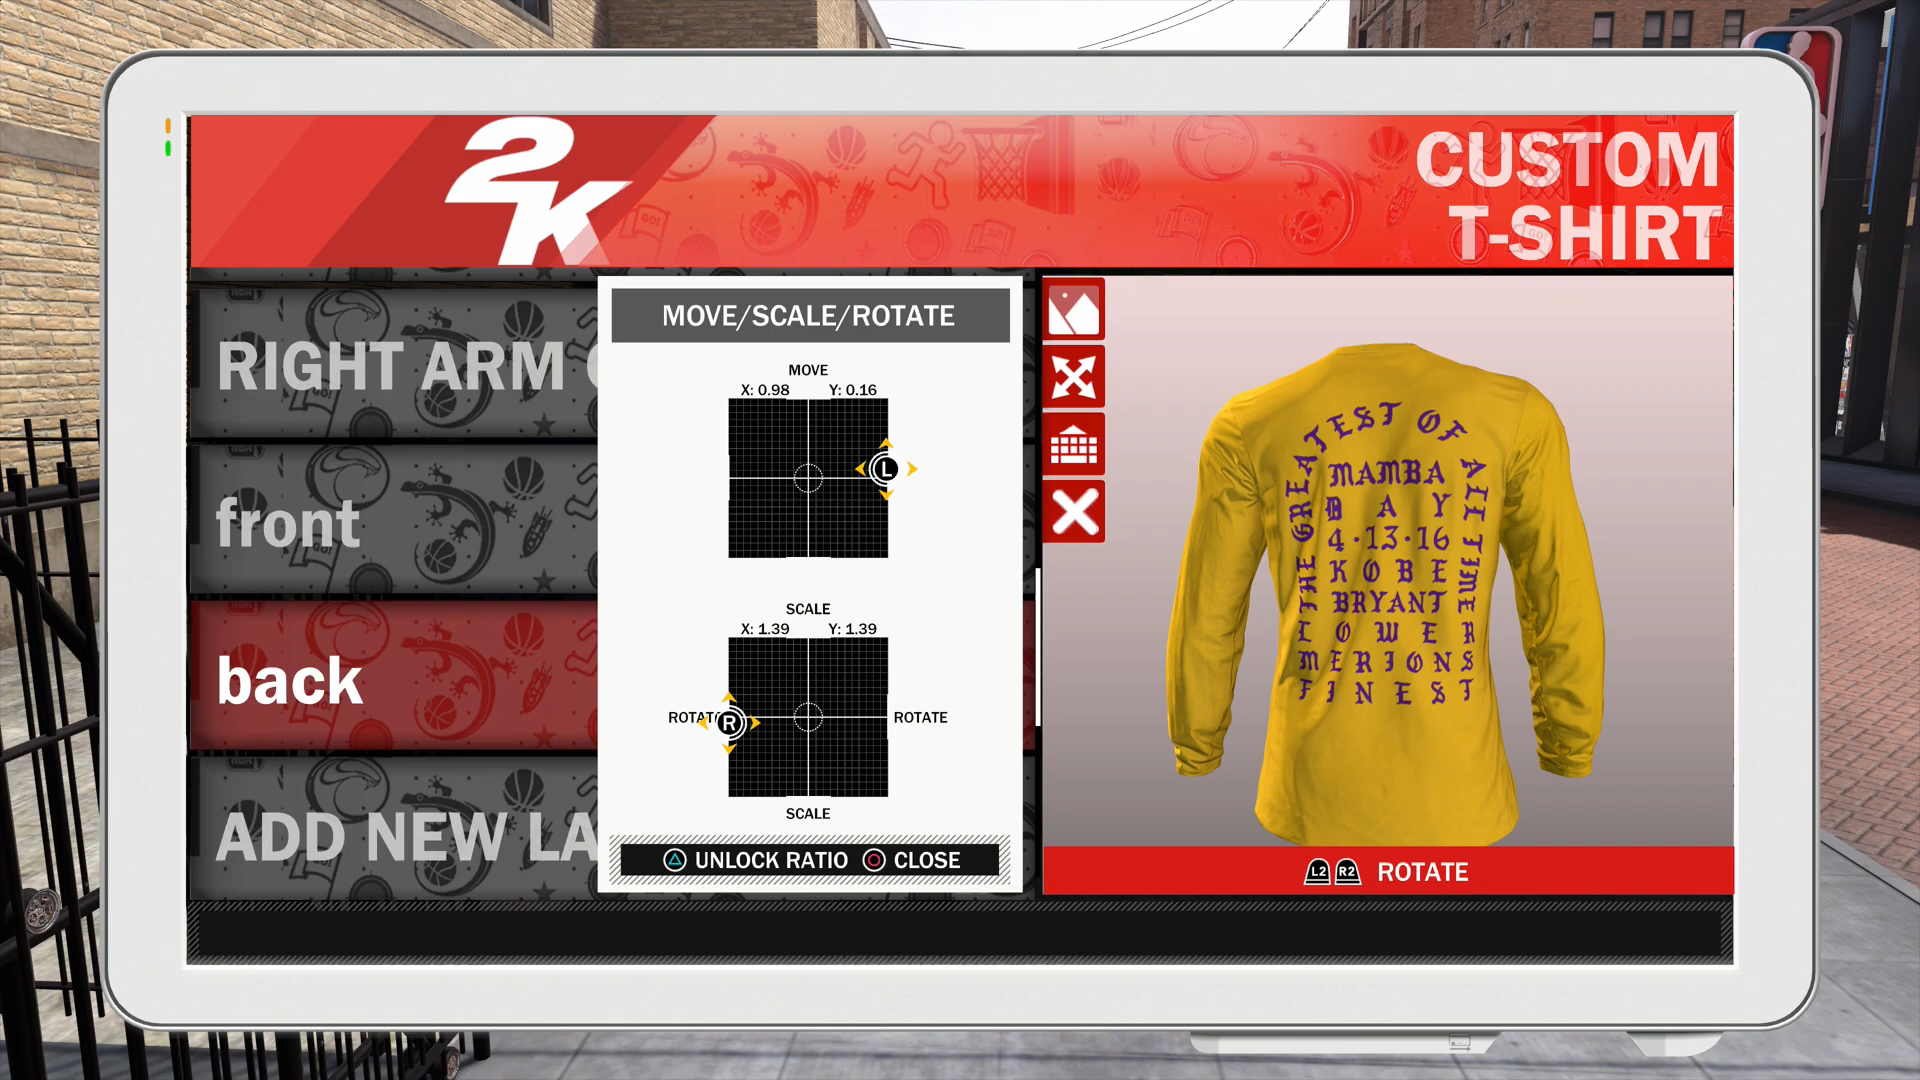 2K
CUSTOM
T-SHIRT
RIGHT ARM
front
back
ADD NEW LA
MOVE/SCALE/ROTATE
MOVE
X: 0.98 Y: 0.16
L
SCALE
X: 1.39 Y: 1.39
R
ROTATE
SCALE
UNLOCK RATIO CLOSE
THE GREATEST OF ALL TIME
MAMBA
DAY
4·13·16
KOBE
BRYANT
LOWER
MERIONS
FINEST
L2 R2 ROTATE